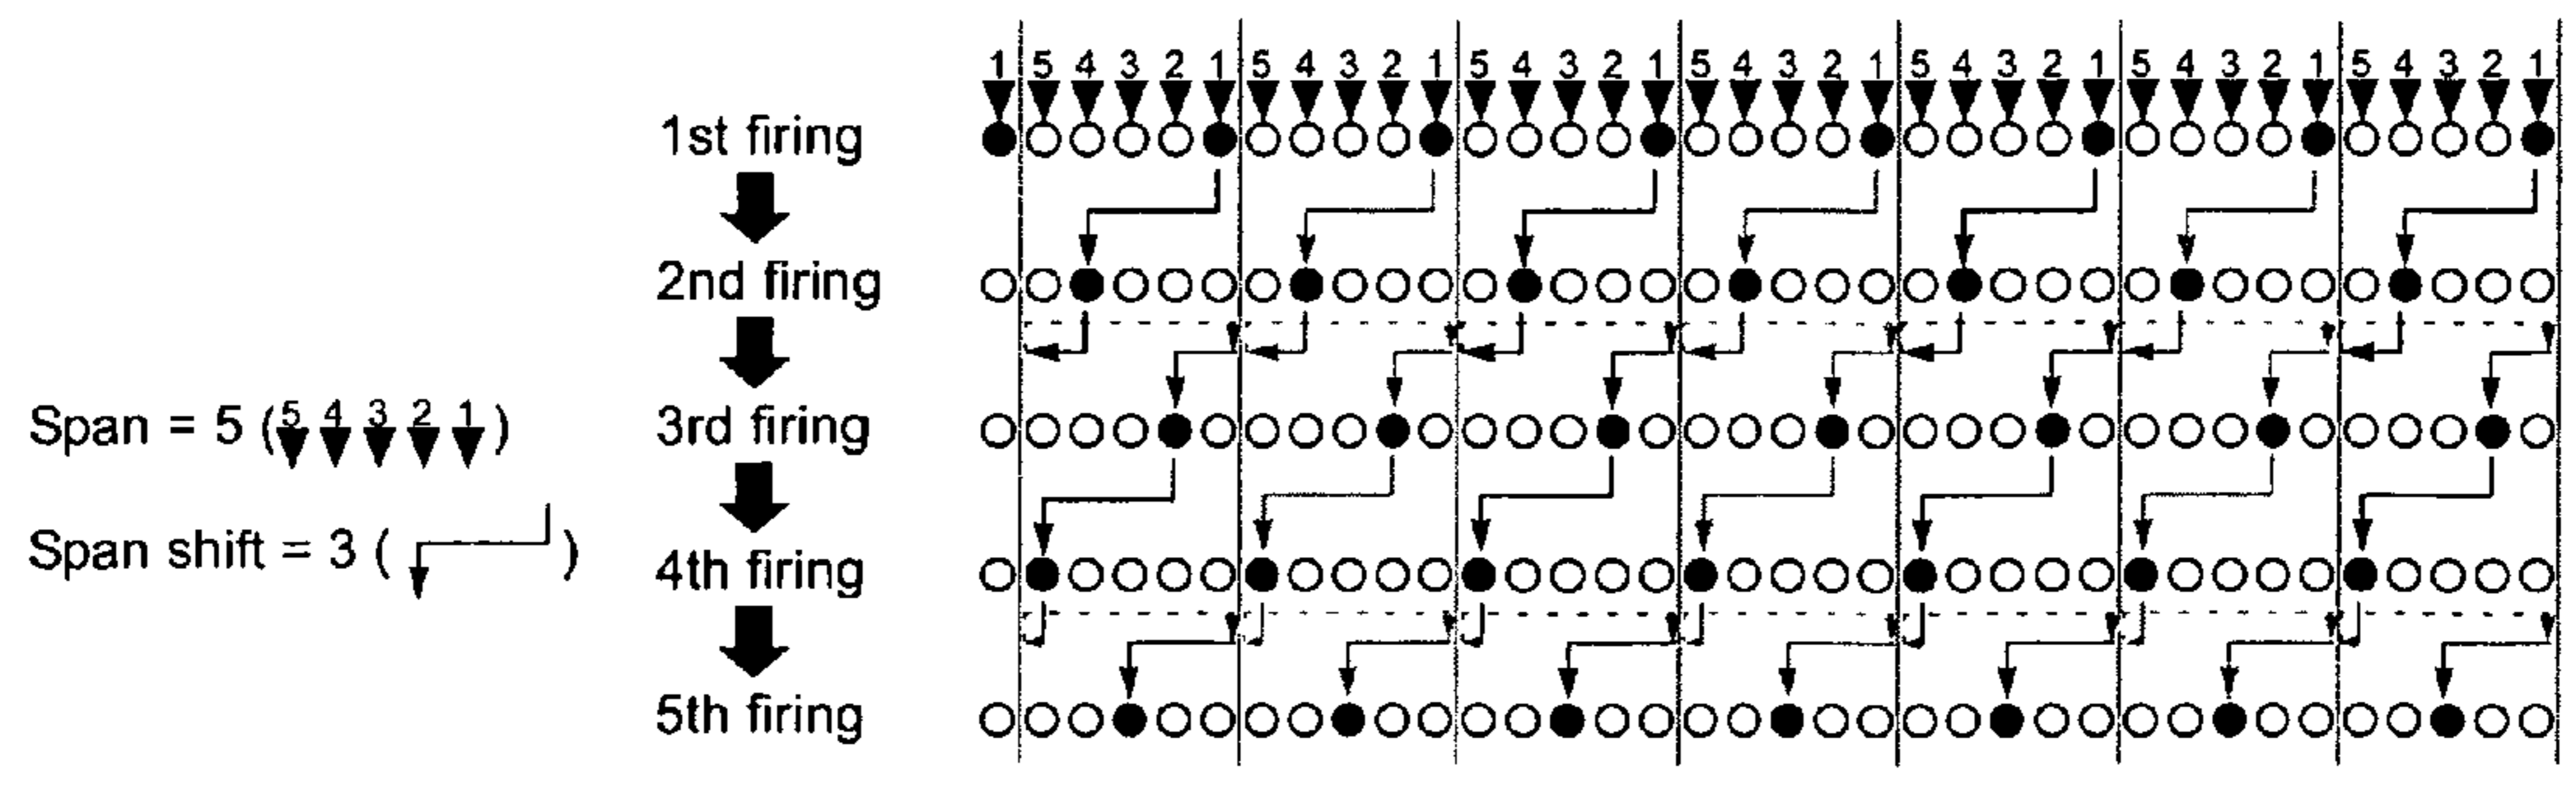 1 5 4 3 2 1 5 4 3 2 1 5 4 3 2 1 5 4 3 2 1 5 4 3 2 1 5 4 3 2 1 5 4 3 2 1
1st firing
2nd firing
3rd firing
4th firing
5th firing
Span = 5 (5 4 3 2 1)
Span shift = 3 ( )